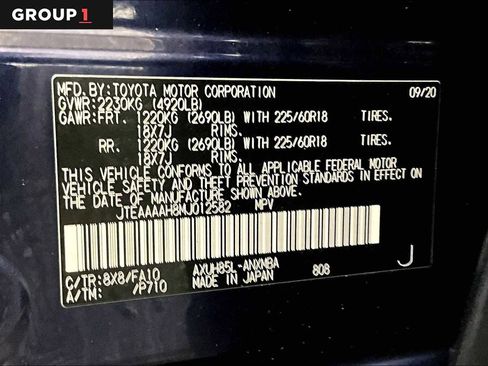 GROUP 1
MFD.BY:TOYOTA MOTOR CORPORATION 09/20
GVWR:2230KG (4920LB)
GAWR:FRT. 1220KG (2690LB) WITH 225/60R18 TIRES.
18X7J RIMS.
RR. 1220KG (2690LB) WITH 225/60R18 TIRES.
18X7J RIMS.
THIS VEHICLE CONFORMS TO ALL APPLICABLE FEDERAL MOTOR
VEHICLE SAFETY AND THEFT PREVENTION STANDARDS IN EFFECT ON
THE DATE OF MANUFACTURE SHOWN ABOVE.
JTEAAAAH8MJ012582 MPV
C/TR:8X8/FA10 AXUH85L-ANXMBA 808 J
A/TM: /P710 MADE IN JAPAN